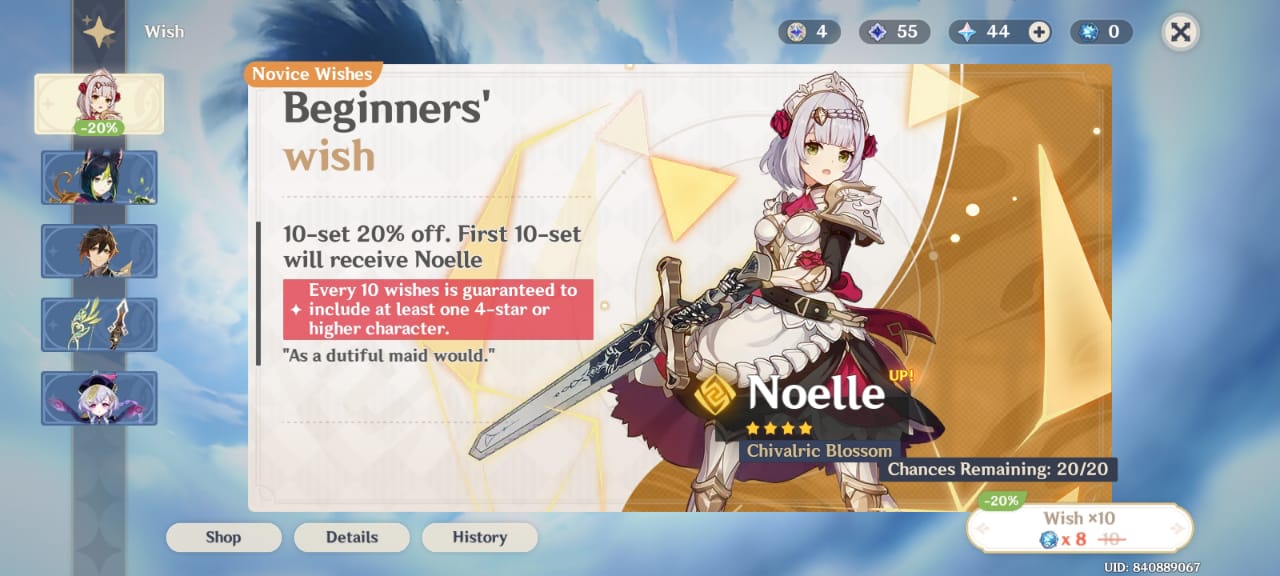 Wish
4
55
44
0
-20%
Novice Wishes
Beginners'
wish
10-set 20% off. First 10-set
will receive Noelle
Every 10 wishes is guaranteed to
include at least one 4-star or
higher character.
"As a dutiful maid would."
UP!
Noelle
Chivalric Blossom
Chances Remaining: 20/20
-20%
Wish ×10
x 8 10
Shop
Details
History
UID: 840889067